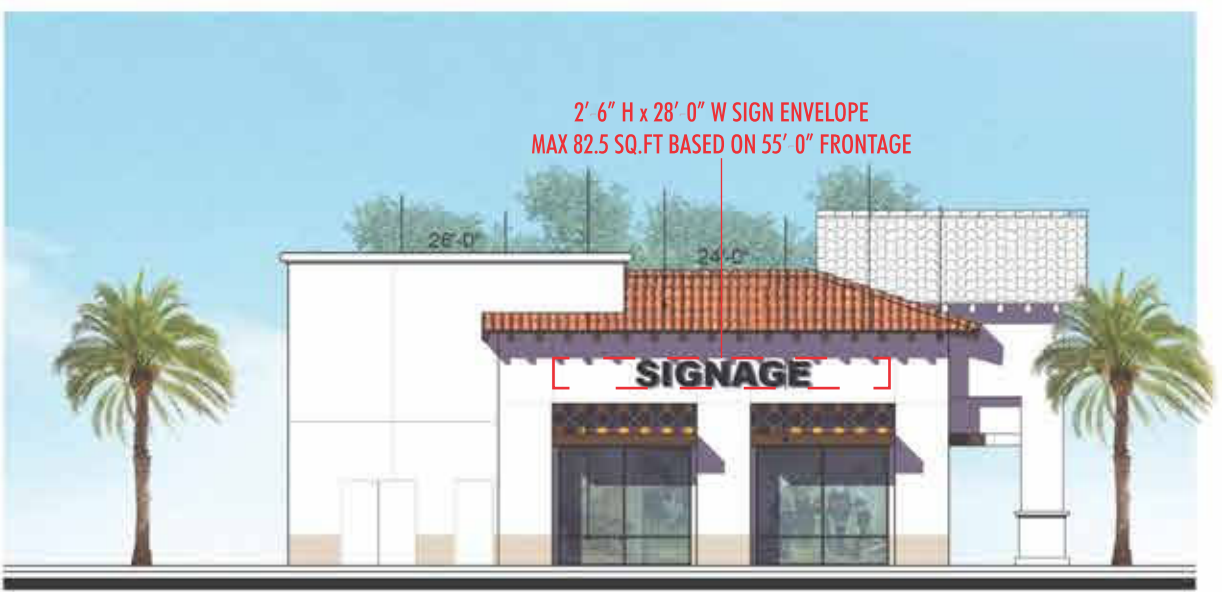 2'-6" H x 28'-0" W SIGN ENVELOPE
MAX 82.5 SQ.FT BASED ON 55'-0" FRONTAGE
26'-0"
24'-0"
SIGNAGE